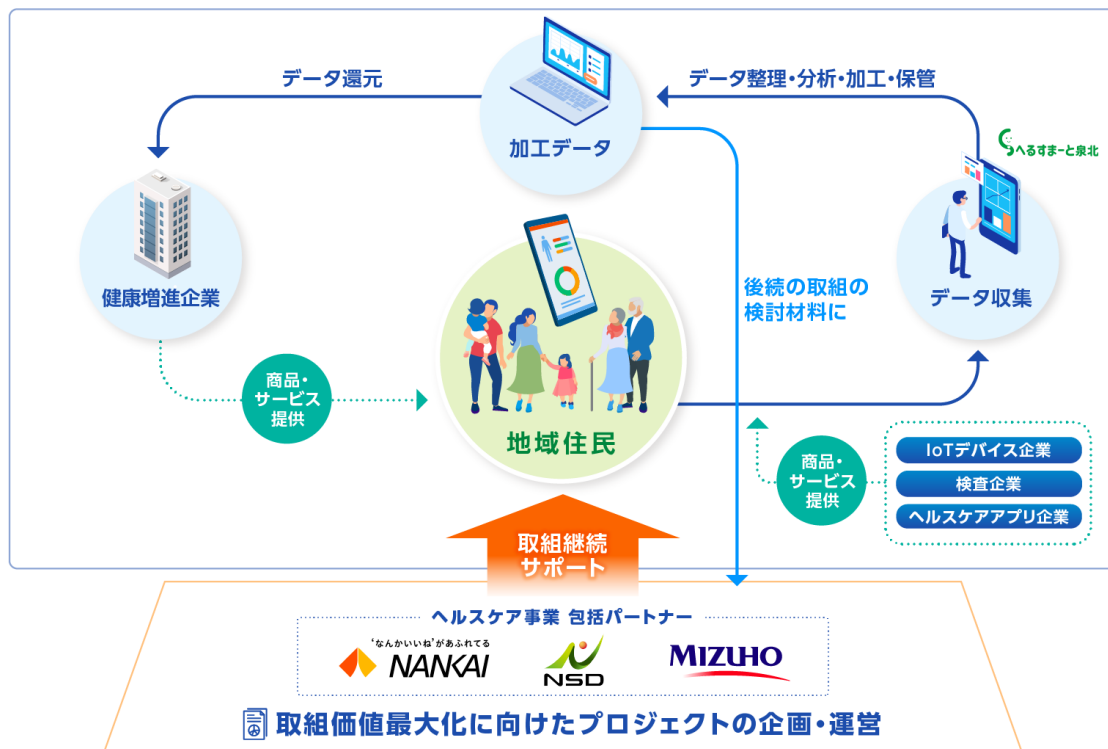 データ還元
データ整理・分析・加工・保管
加工データ
へるすまーと泉北
健康増進企業
データ収集
後続の取組の
検討材料に
商品・
サービス
提供
地域住民
商品・
サービス
提供
IoTデバイス企業
検査企業
ヘルスケアアプリ企業
取組継続
サポート
ヘルスケア事業 包括パートナー
‘なんかいいね’があふれてる
NANKAI
NSD
MIZUHO
取組価値最大化に向けたプロジェクトの企画・運営